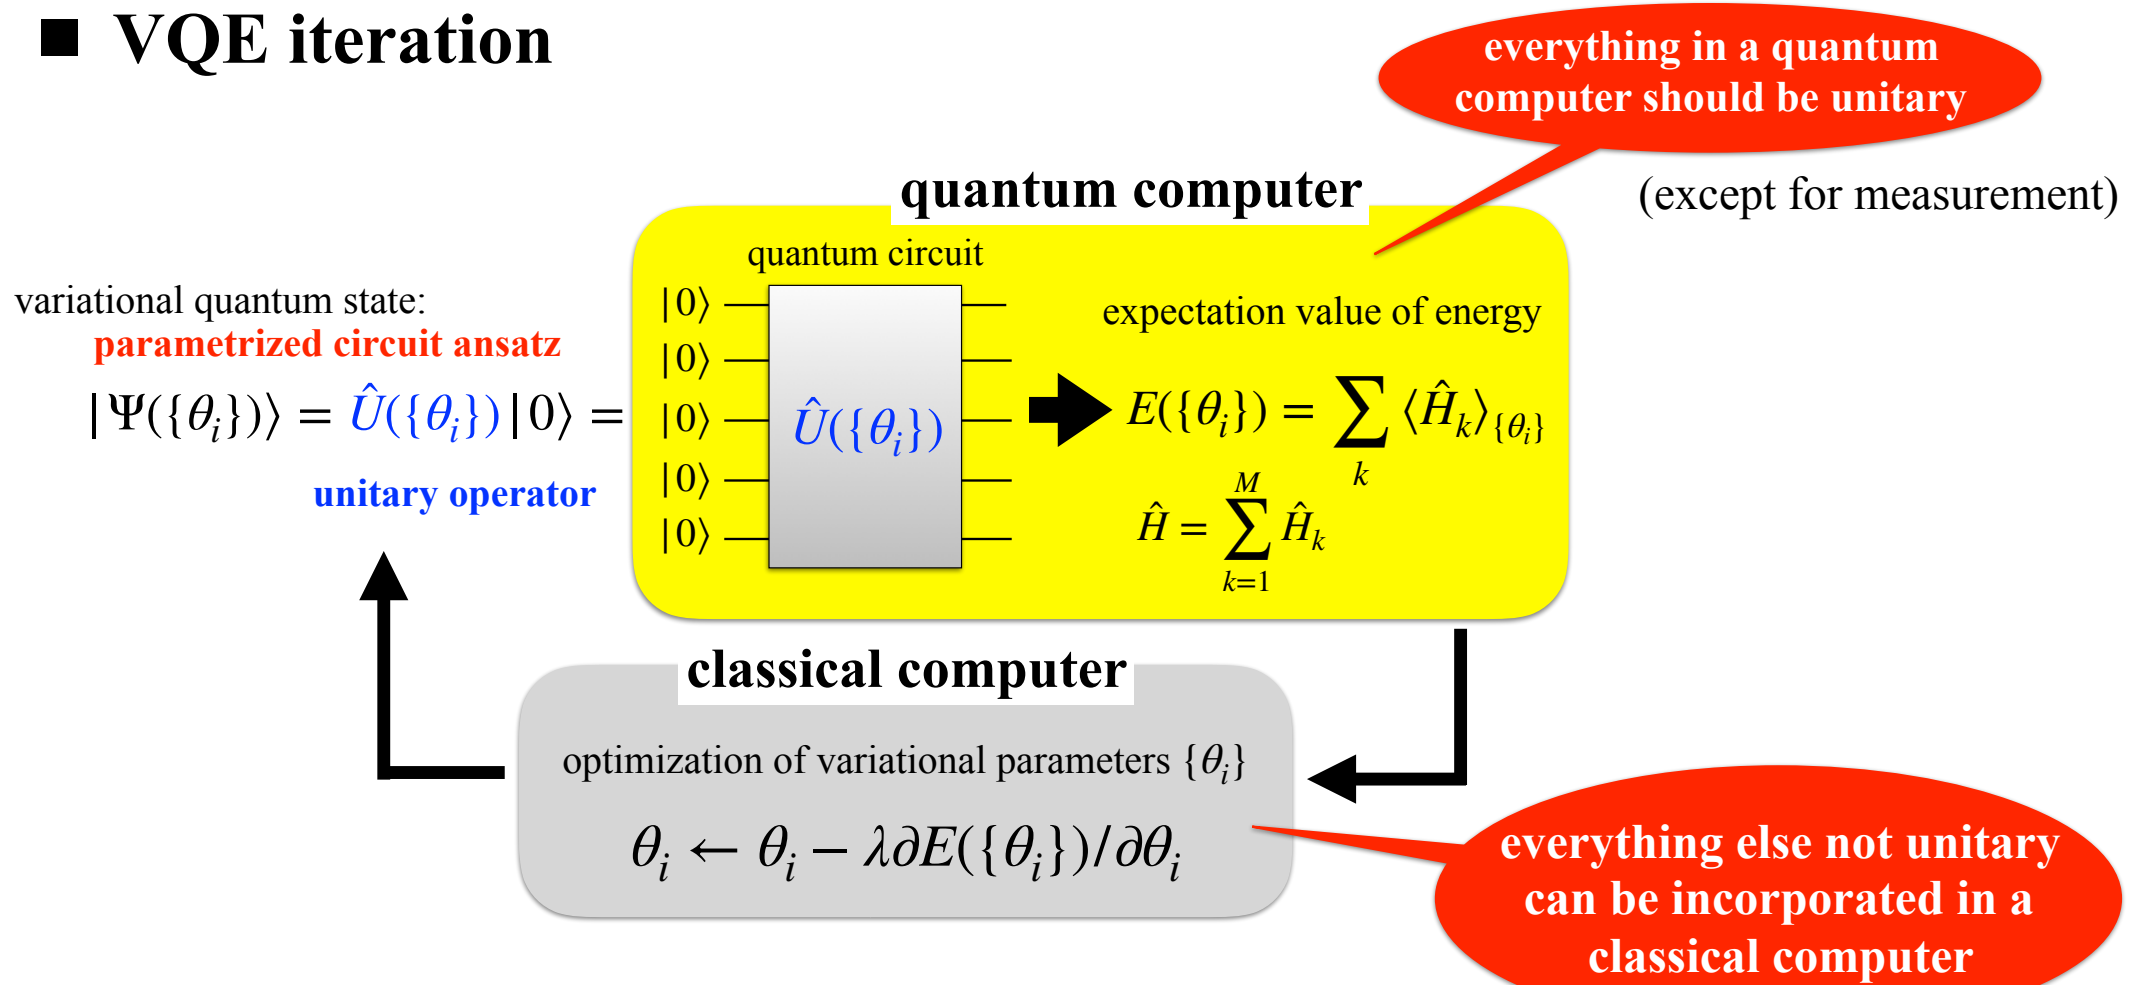 ■ VQE iteration
everything in a quantum
computer should be unitary
(except for measurement)
quantum computer
quantum circuit
variational quantum state:
parametrized circuit ansatz
|Ψ({θ_i})⟩ = Û({θ_i})|0⟩ =
unitary operator
|0⟩
|0⟩
|0⟩
|0⟩
|0⟩
Û({θ_i})
expectation value of energy
E({θ_i}) = ∑_k ⟨Ĥ_k⟩_{θ_i}
Ĥ = ∑_{k=1}^{M} Ĥ_k
classical computer
optimization of variational parameters {θ_i}
θ_i ← θ_i − λ∂E({θ_i})/∂θ_i
everything else not unitary
can be incorporated in a
classical computer